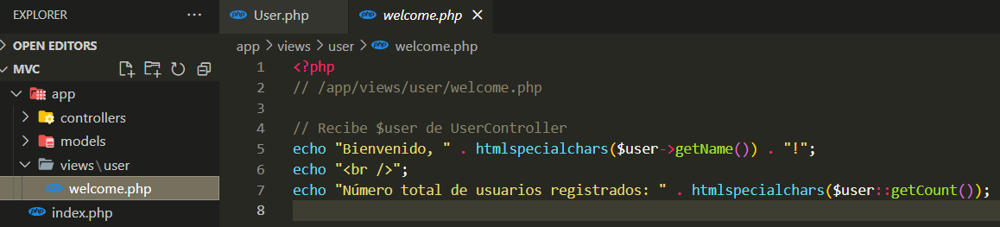 EXPLORER ...
OPEN EDITORS
MVC
app
controllers
models
views\user
welcome.php
index.php
User.php welcome.php
app > views > user > welcome.php
1 <?php
2 // /app/views/user/welcome.php
3
4 // Recibe $user de UserController
5 echo "Bienvenido, " . htmlspecialchars($user->getName()) . "!";
6 echo "<br />";
7 echo "Número total de usuarios registrados: " . htmlspecialchars($user::getCount());
8